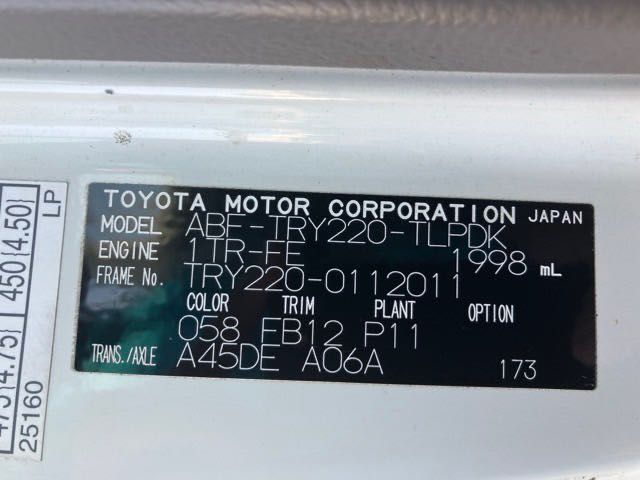 TOYOTA MOTOR CORPORATION JAPAN
MODEL ABF-TRY220-TLPDK
ENGINE 1TR-FE 1998 mL
FRAME No. TRY220-0112011
COLOR TRIM PLANT OPTION
058 FB12 P11
TRANS./AXLE A45DE A06A 173
LP
450 (4.50)
475 (4.75)
25160